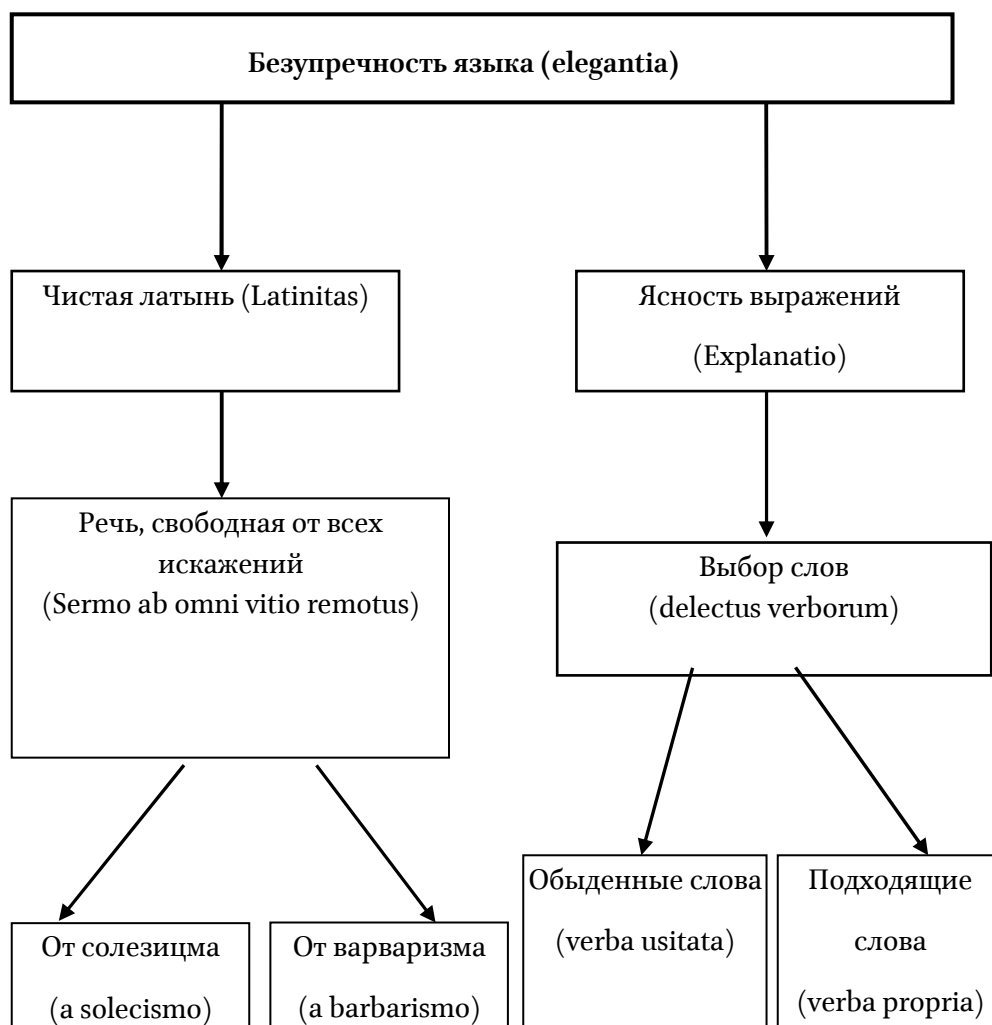 Безупречность языка (elegantia)
Чистая латынь (Latinitas)
Ясность выражений
(Explanatio)
Речь, свободная от всех
искажений
(Sermo ab omni vitio remotus)
Выбор слов
(delectus verborum)
От солезицма
(a solecismo)
От варваризма
(a barbarismo)
Обыденные слова
(verba usitata)
Подходящие
слова
(verba propria)